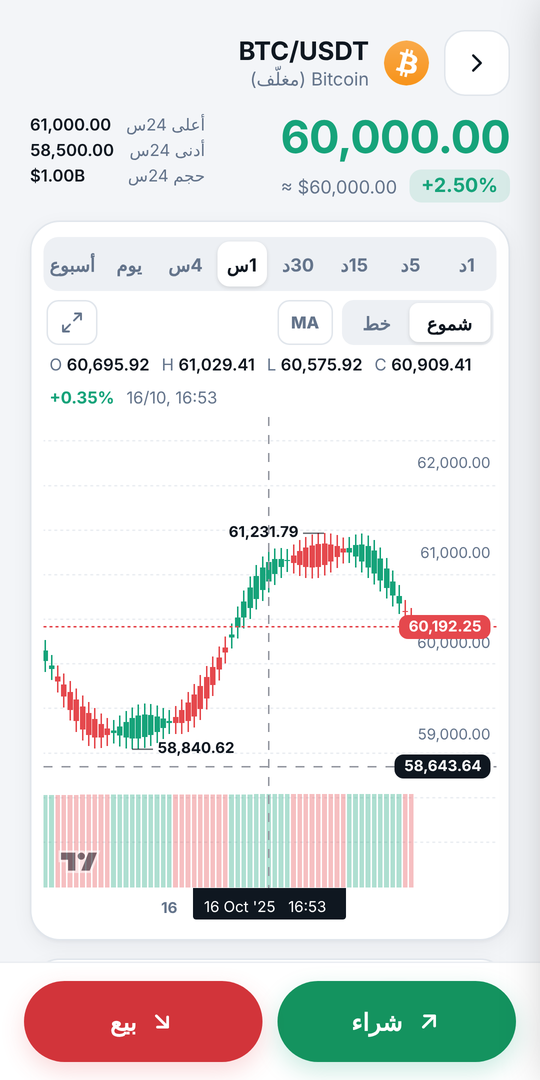 BTC/USDT
Bitcoin (مغلّف)
60,000.00
≈ $60,000.00 +2.50%
أعلى 24س 61,000.00
أدنى 24س 58,500.00
حجم 24س $1.00B
1د 5د 15د 30د 1س 4س يوم أسبوع
شموع خط MA
O 60,695.92 H 61,029.41 L 60,575.92 C 60,909.41
+0.35% 16/10, 16:53
62,000.00
61,231.79
61,000.00
60,192.25
60,000.00
59,000.00
58,840.62
58,643.64
16 16 Oct '25 16:53
شراء
بيع